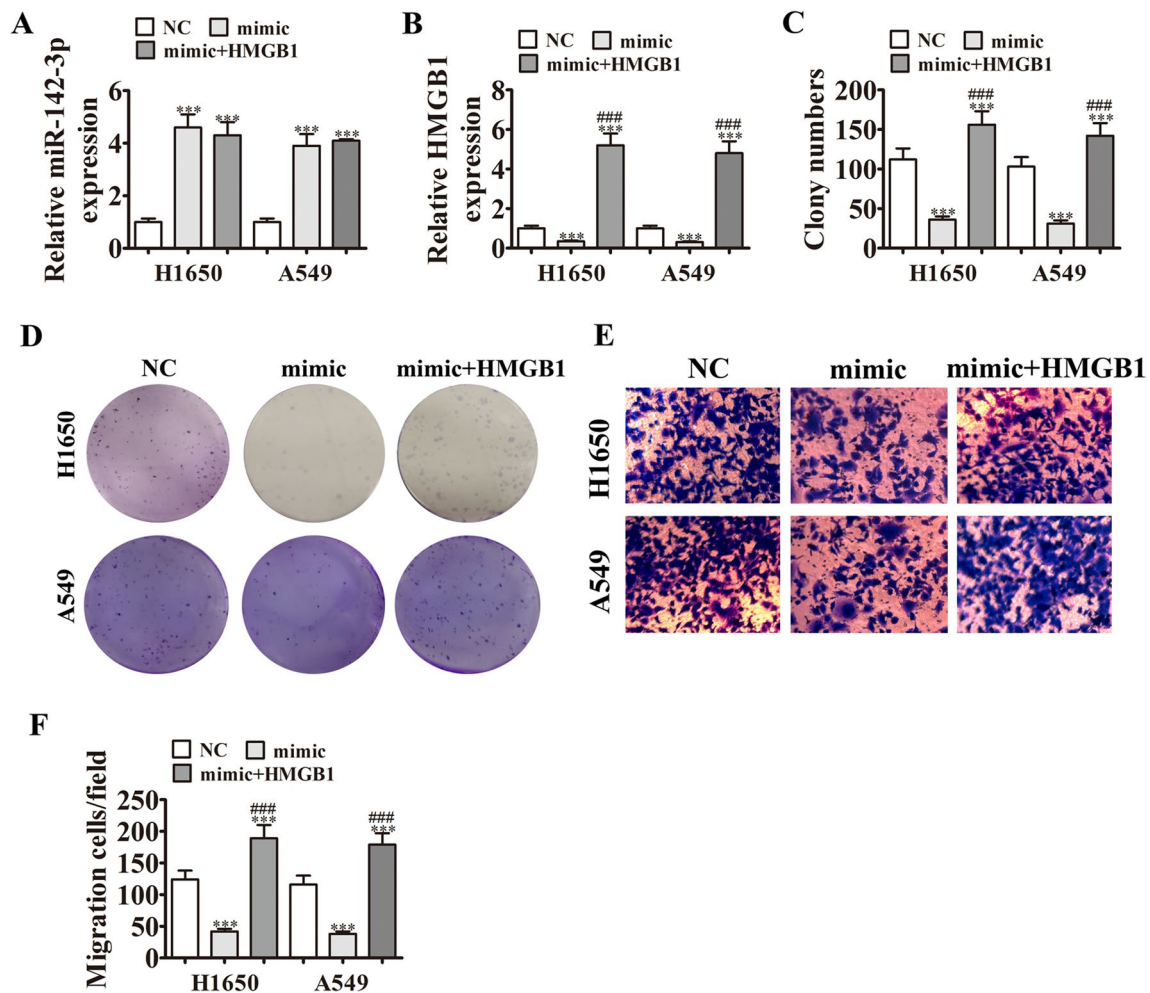 A
NC mimic
mimic+HMGB1
Relative miR-142-3p
expression
6
4
2
0
*** *** *** ***
H1650 A549
B
NC mimic
mimic+HMGB1
Relative HMGB1
expression
8
6
4
2
0
### ###
*** *** *** ***
H1650 A549
C
NC mimic
mimic+HMGB1
Clony numbers
200
150
100
50
0
### ###
*** *** *** ***
H1650 A549
D
NC mimic mimic+HMGB1
H1650
A549
E
NC mimic mimic+HMGB1
H1650
A549
F
NC mimic
mimic+HMGB1
Migration cells/field
250
200
150
100
50
0
### ###
*** *** *** ***
H1650 A549